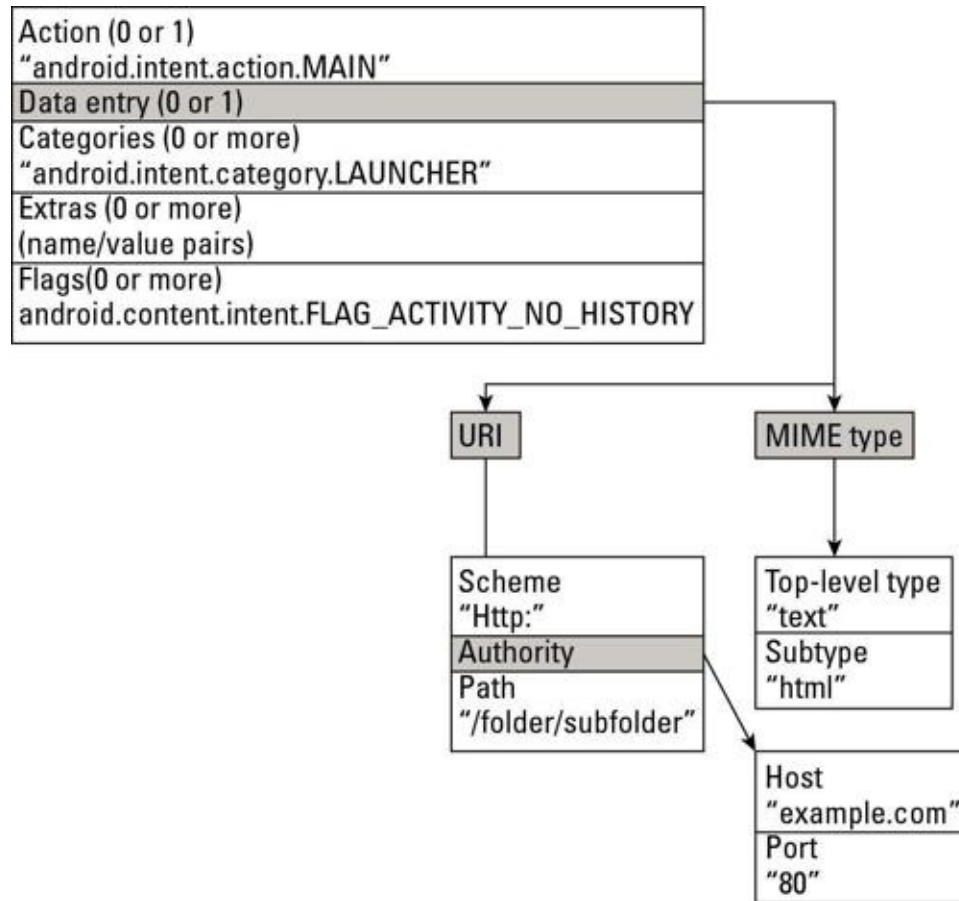 Action (0 or 1)
“android.intent.action.MAIN”
Data entry (0 or 1)
Categories (0 or more)
“android.intent.category.LAUNCHER”
Extras (0 or more)
(name/value pairs)
Flags(0 or more)
android.content.intent.FLAG_ACTIVITY_NO_HISTORY
URI
MIME type
Scheme
“Http:”
Authority
Path
“/folder/subfolder”
Top-level type
“text”
Subtype
“html”
Host
“example.com”
Port
“80”